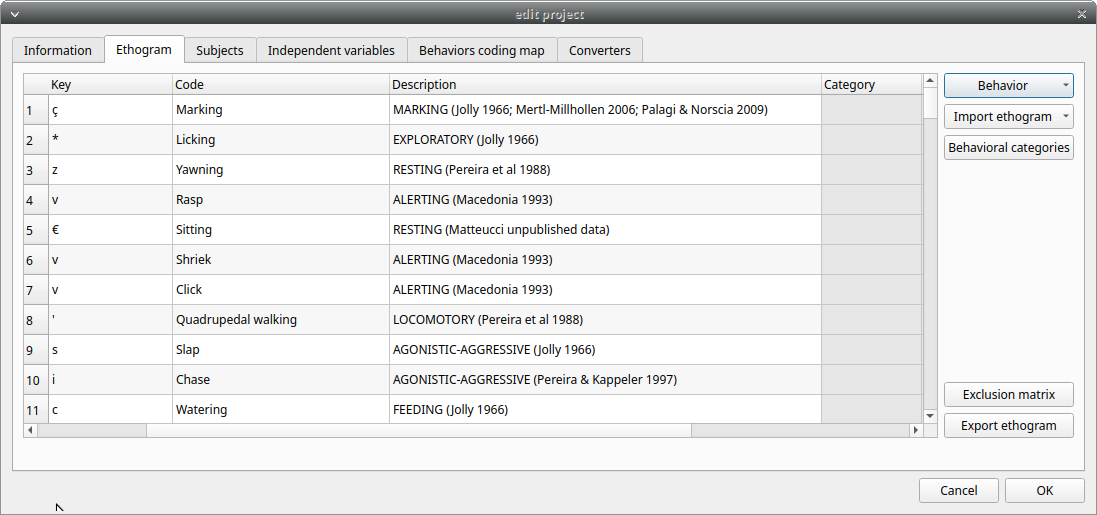 edit project
Information Ethogram Subjects Independent variables Behaviors coding map Converters
Key Code Description Category
1 ç Marking MARKING (Jolly 1966; Mertl-Millhollen 2006; Palagi & Norscia 2009)
2 * Licking EXPLORATORY (Jolly 1966)
3 z Yawning RESTING (Pereira et al 1988)
4 v Rasp ALERTING (Macedonia 1993)
5 € Sitting RESTING (Matteucci unpublished data)
6 v Shriek ALERTING (Macedonia 1993)
7 v Click ALERTING (Macedonia 1993)
8 ' Quadrupedal walking LOCOMOTORY (Pereira et al 1988)
9 s Slap AGONISTIC-AGGRESSIVE (Jolly 1966)
10 i Chase AGONISTIC-AGGRESSIVE (Pereira & Kappeler 1997)
11 c Watering FEEDING (Jolly 1966)
Behavior
Import ethogram
Behavioral categories
Exclusion matrix
Export ethogram
Cancel OK